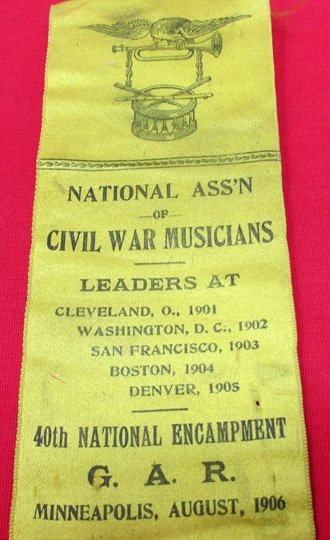 NATIONAL ASS'N
OF
CIVIL WAR MUSICIANS
LEADERS AT
CLEVELAND, O., 1901
WASHINGTON, D. C., 1902
SAN FRANCISCO, 1903
BOSTON, 1904
DENVER, 1905
40th NATIONAL ENCAMPMENT
G. A. R.
MINNEAPOLIS, AUGUST, 1906